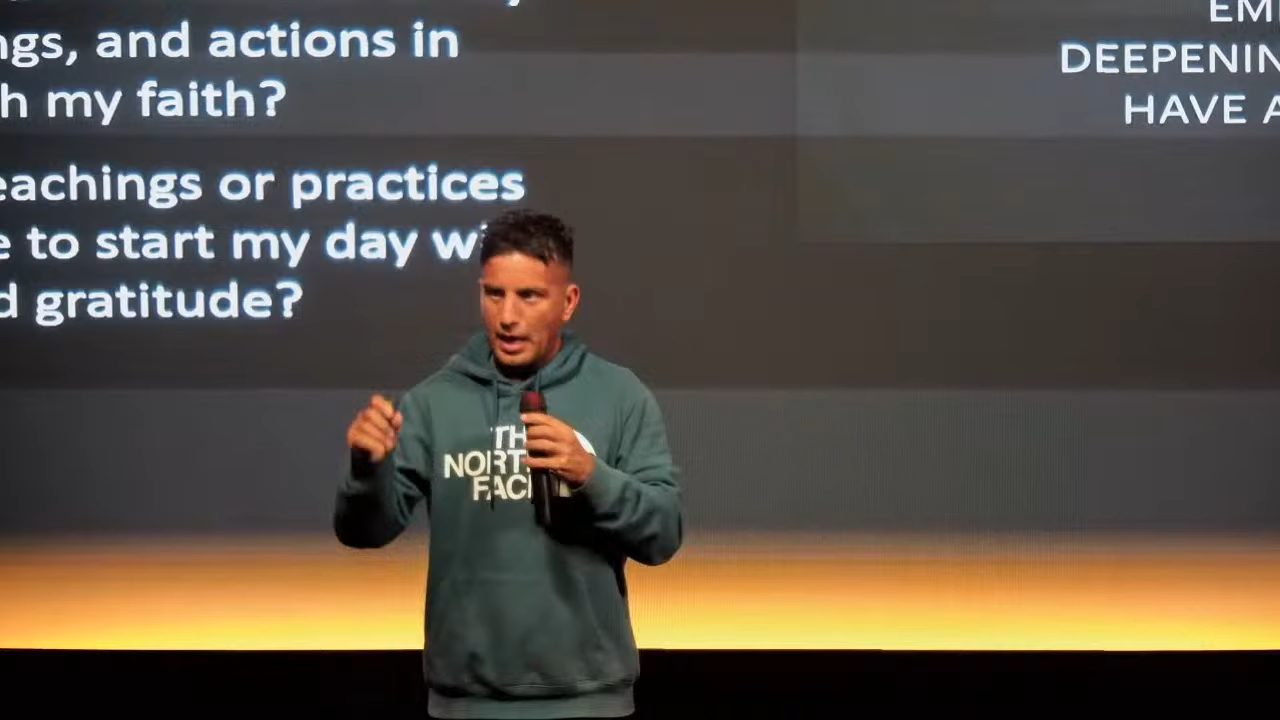 ngs, and actions in
h my faith?
eachings or practices
e to start my day wi
d gratitude?
EM
DEEPENIN
HAVE A
TH
NORT
FAC